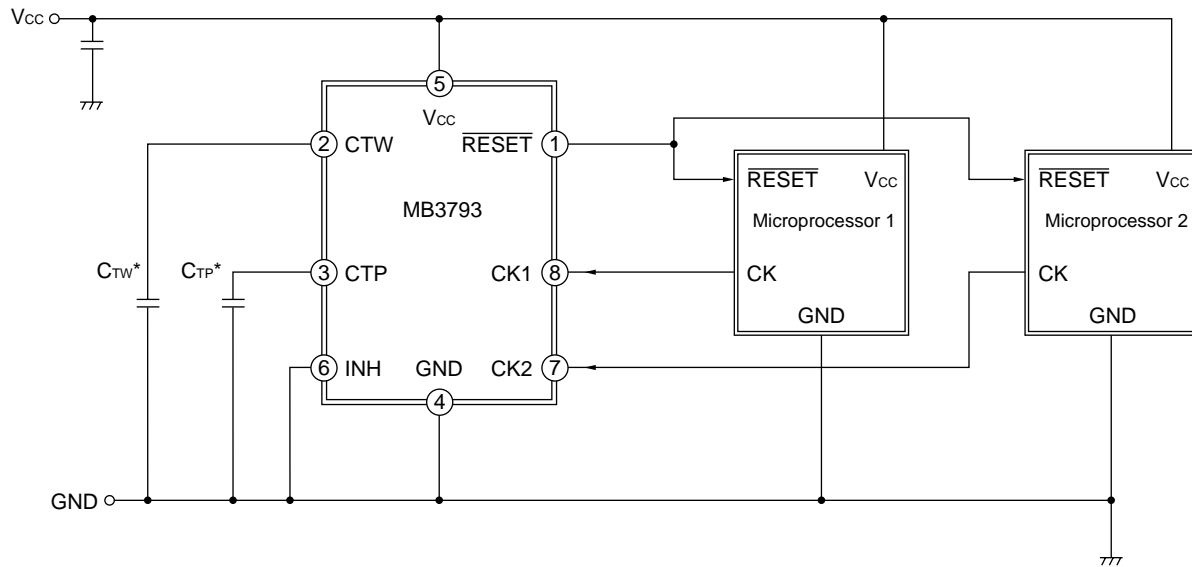 VCC
5
VCC
2 CTW
RESET 1
RESET VCC
RESET VCC
MB3793
Microprocessor 1
Microprocessor 2
CTW*
CTP*
3 CTP
CK1 8
CK
CK
GND
GND
6 INH
GND
CK2 7
4
GND